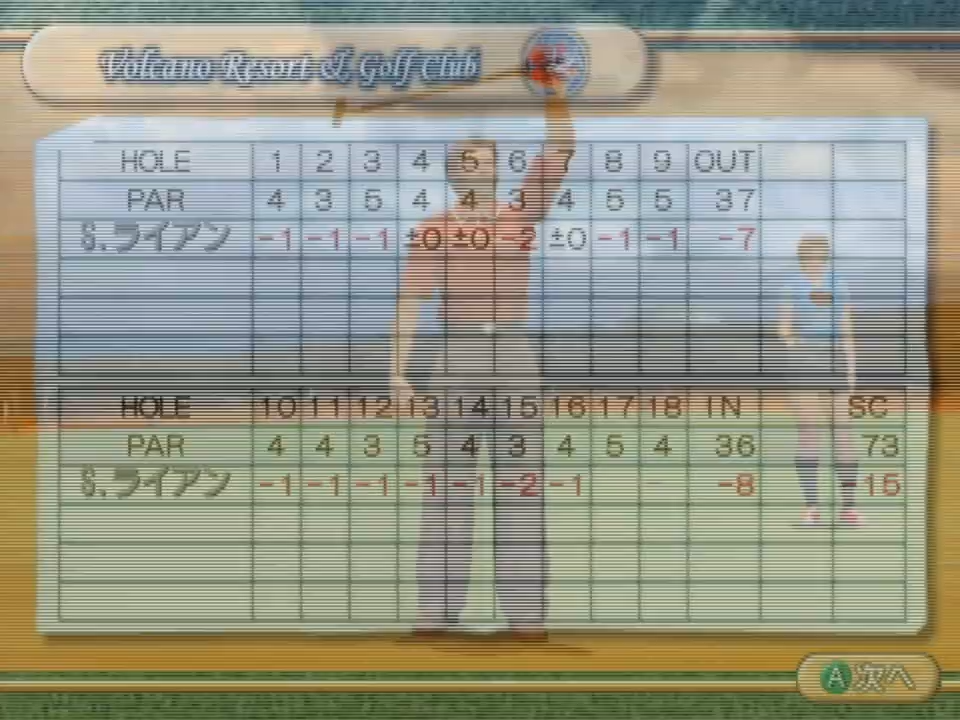 Volcano Resort & Golf Club
HOLE 1 2 3 4 5 6 7 8 9 OUT
PAR 4 3 5 4 4 3 4 5 5 37
S.ライアン -1 -1 -1 ±0 ±0 -2 ±0 -1 -1 -7
HOLE 10 11 12 13 14 15 16 17 18 IN SC
PAR 4 4 3 5 4 3 4 5 4 36 73
S.ライアン -1 -1 -1 -1 -1 -2 -1 -8 -15
A 次へ